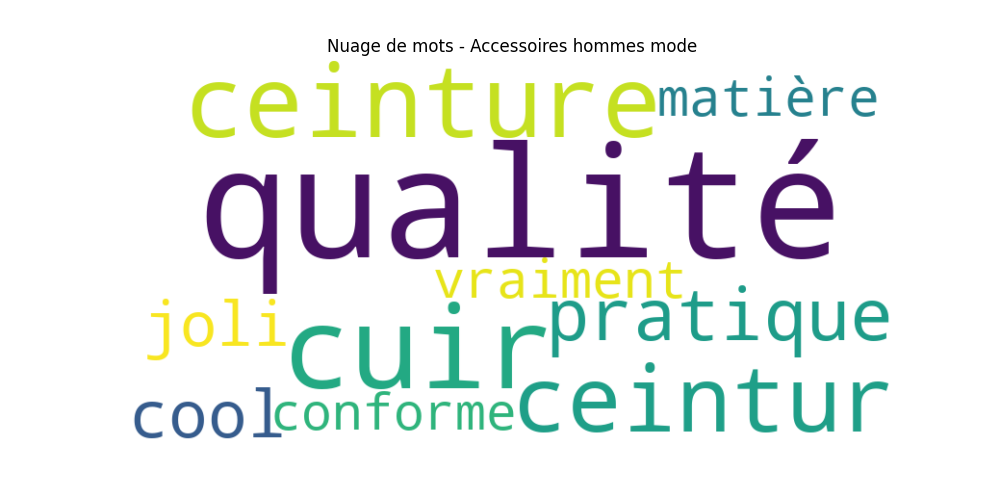 Nuage de mots - Accessoires hommes mode
ceinture matière
qualité
vraiment
joli cuir pratique
cool conforme ceintur